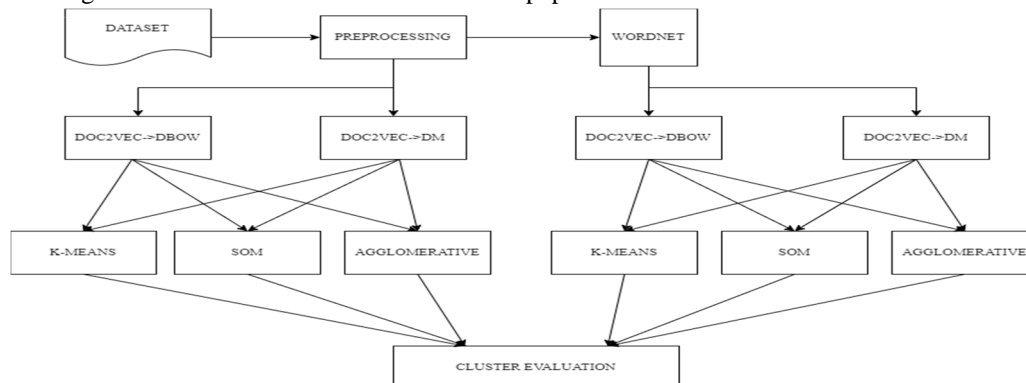 DATASET
PREPROCESSING
WORDNET
DOC2VEC->DBOW
DOC2VEC->DM
DOC2VEC->DBOW
DOC2VEC->DM
K-MEANS
SOM
AGGLOMERATIVE
K-MEANS
SOM
AGGLOMERATIVE
CLUSTER EVALUATION